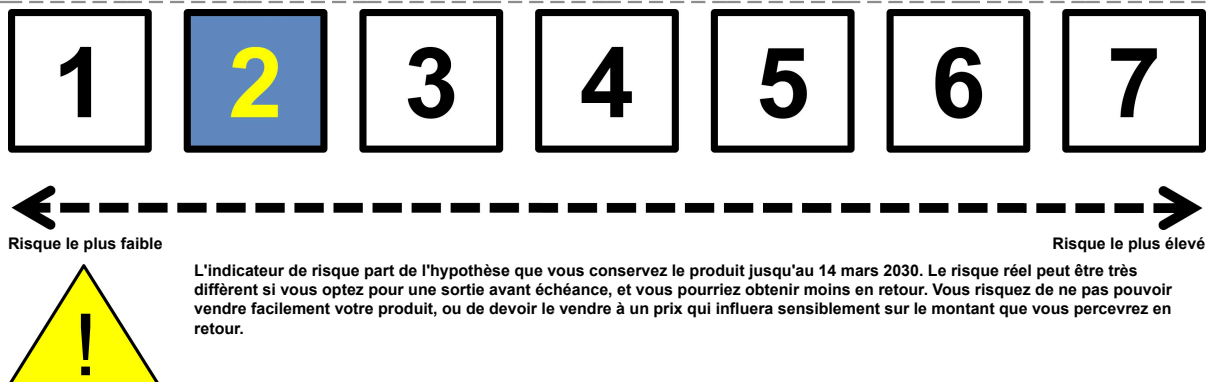 1 2 3 4 5 6 7
Risque le plus faible Risque le plus élevé
L'indicateur de risque part de l'hypothèse que vous conservez le produit jusqu'au 14 mars 2030. Le risque réel peut être très
diffèrent si vous optez pour une sortie avant échéance, et vous pourriez obtenir moins en retour. Vous risquez de ne pas pouvoir
vendre facilement votre produit, ou de devoir le vendre à un prix qui influera sensiblement sur le montant que vous percevrez en
retour.
!